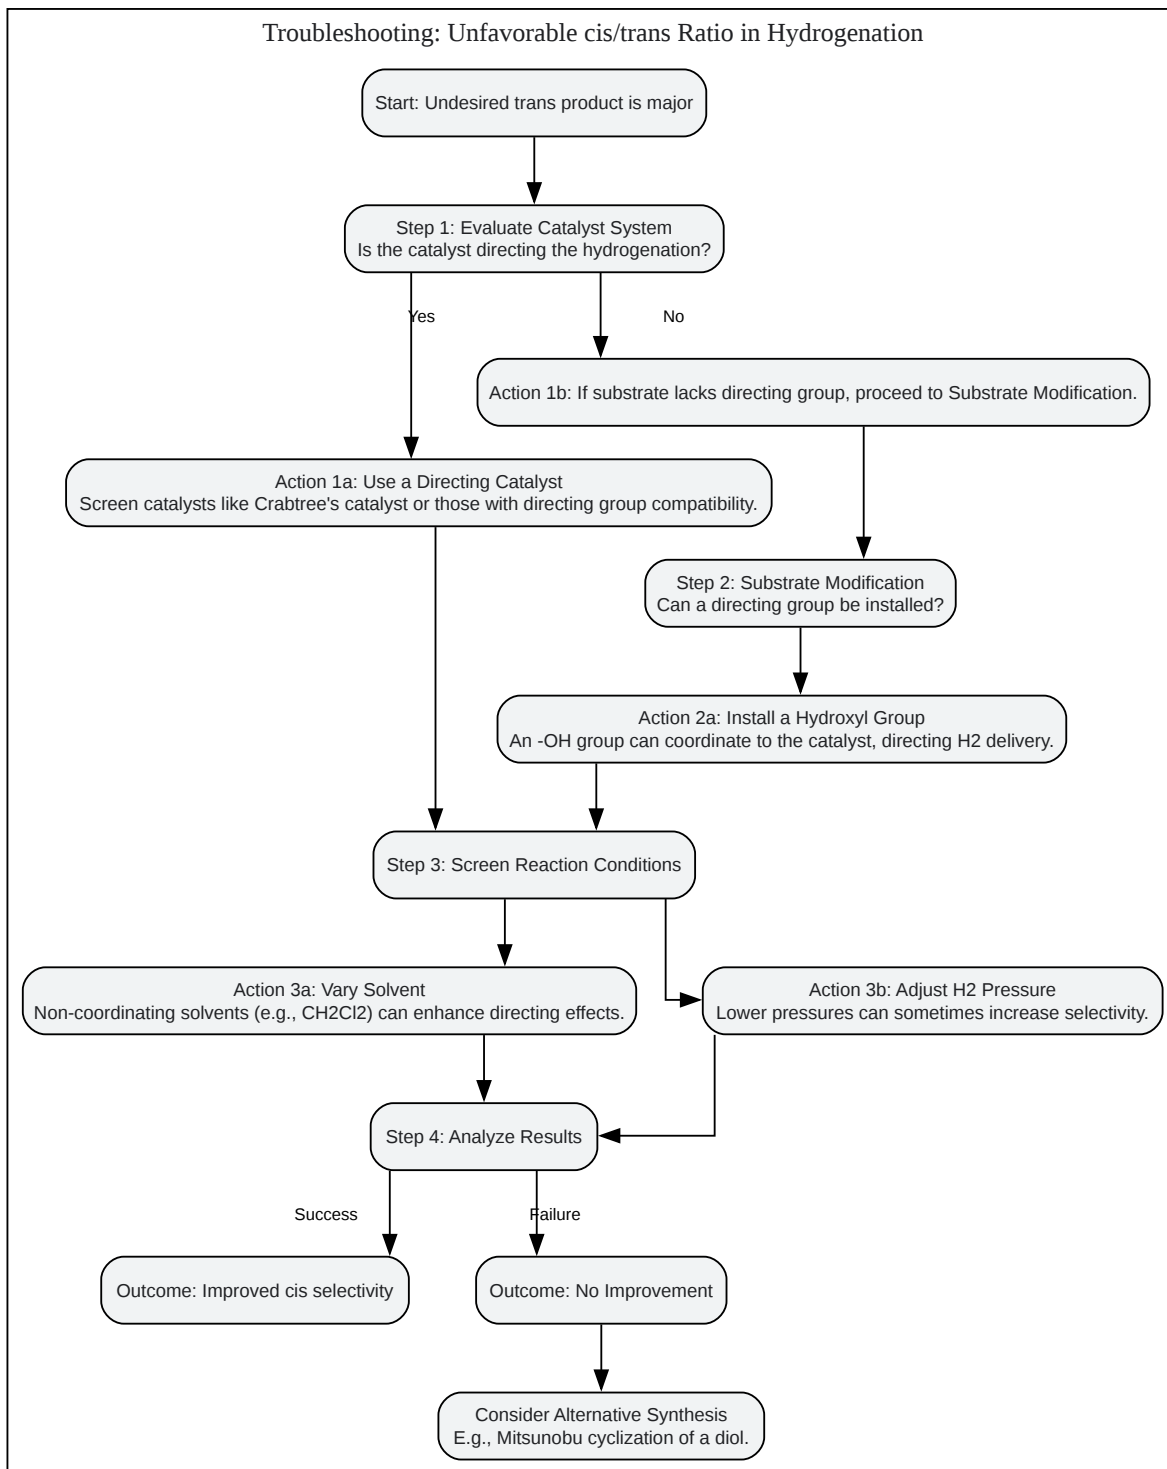 Troubleshooting: Unfavorable cis/trans Ratio in Hydrogenation
Start: Undesired trans product is major
Step 1: Evaluate Catalyst System
Is the catalyst directing the hydrogenation?
Yes
No
Action 1b: If substrate lacks directing group, proceed to Substrate Modification.
Action 1a: Use a Directing Catalyst
Screen catalysts like Crabtree's catalyst or those with directing group compatibility.
Step 2: Substrate Modification
Can a directing group be installed?
Action 2a: Install a Hydroxyl Group
An -OH group can coordinate to the catalyst, directing H2 delivery.
Step 3: Screen Reaction Conditions
Action 3a: Vary Solvent
Non-coordinating solvents (e.g., CH2Cl2) can enhance directing effects.
Action 3b: Adjust H2 Pressure
Lower pressures can sometimes increase selectivity.
Step 4: Analyze Results
Success
Failure
Outcome: Improved cis selectivity
Outcome: No Improvement
Consider Alternative Synthesis
E.g., Mitsunobu cyclization of a diol.